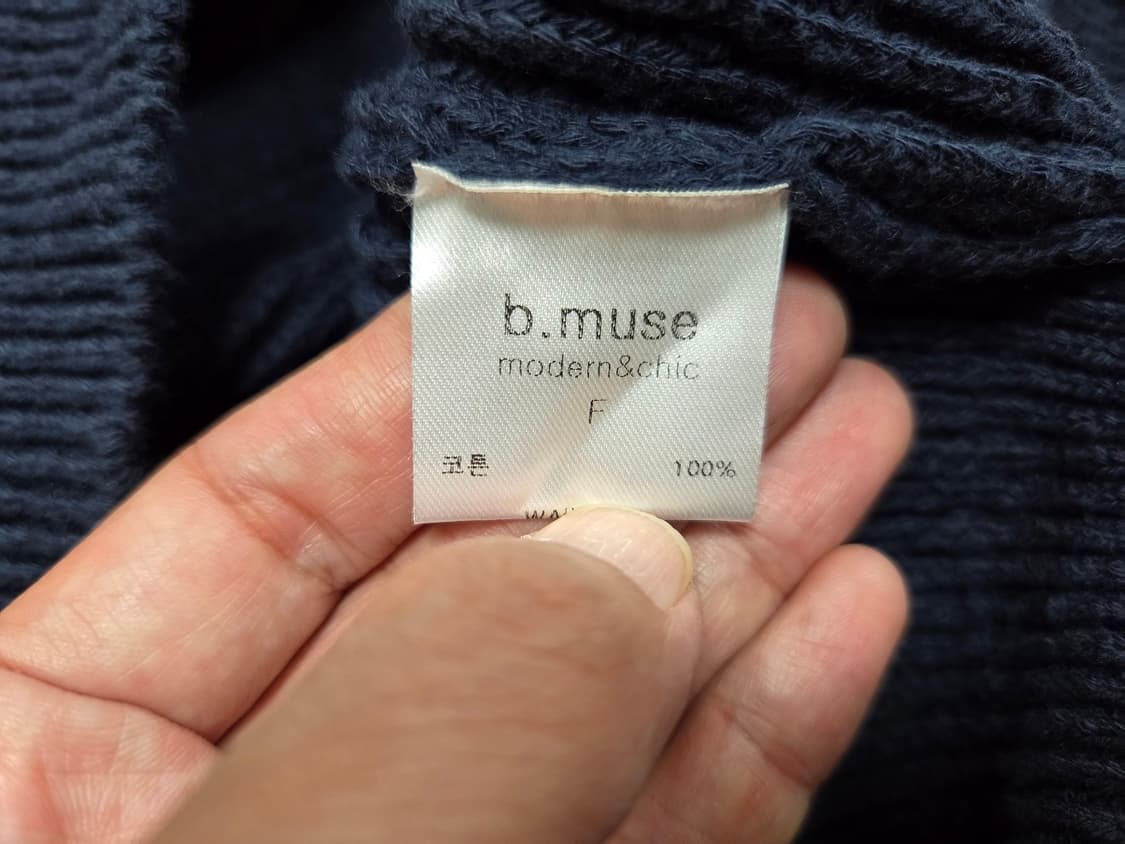 b.muse
modern&chic
F
코튼 100%